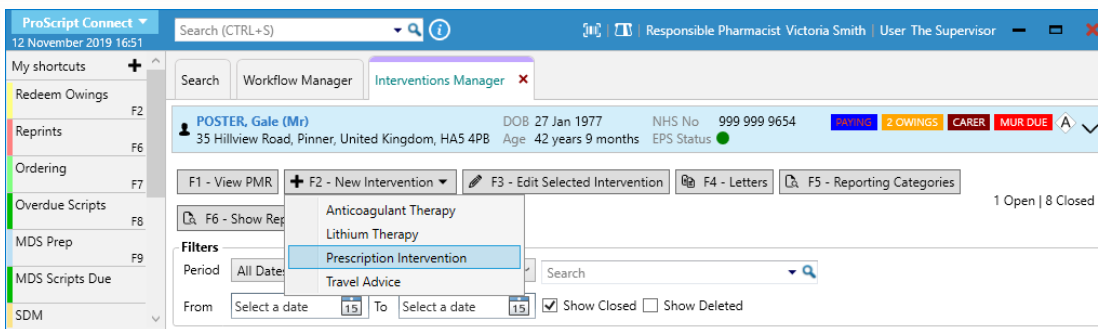 ProScript Connect
12 November 2019 16:51
Search (CTRL+S)
Responsible Pharmacist Victoria Smith | User The Supervisor
My shortcuts
Redeem Owings
F2
Reprints
F6
Ordering
F7
Overdue Scripts
F8
MDS Prep
F9
MDS Scripts Due
SDM
Search
Workflow Manager
Interventions Manager
POSTER, Gale (Mr) DOB 27 Jan 1977 NHS No 999 999 9654 PAYING 2 OWINGS CARER MUR DUE A
35 Hillview Road, Pinner, United Kingdom, HA5 4PB Age 42 years 9 months EPS Status
F1 - View PMR F2 - New Intervention F3 - Edit Selected Intervention F4 - Letters F5 - Reporting Categories
1 Open | 8 Closed
F6 - Show Rep
Anticoagulant Therapy
Lithium Therapy
Prescription Intervention
Travel Advice
Filters
Period All Date Search
From Select a date 15 To Select a date 15 Show Closed Show Deleted